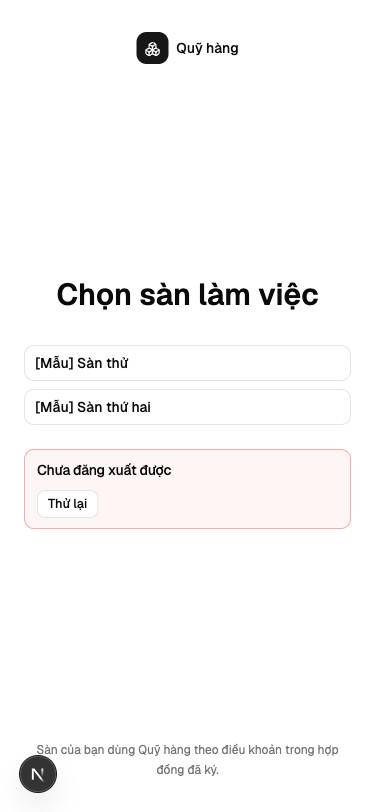 Quỹ hàng
Chọn sàn làm việc
[Mẫu] Sàn thử
[Mẫu] Sàn thứ hai
Chưa đăng xuất được
Thử lại
Sàn của bạn dùng Quỹ hàng theo điều khoản trong hợp
đồng đã ký.
N